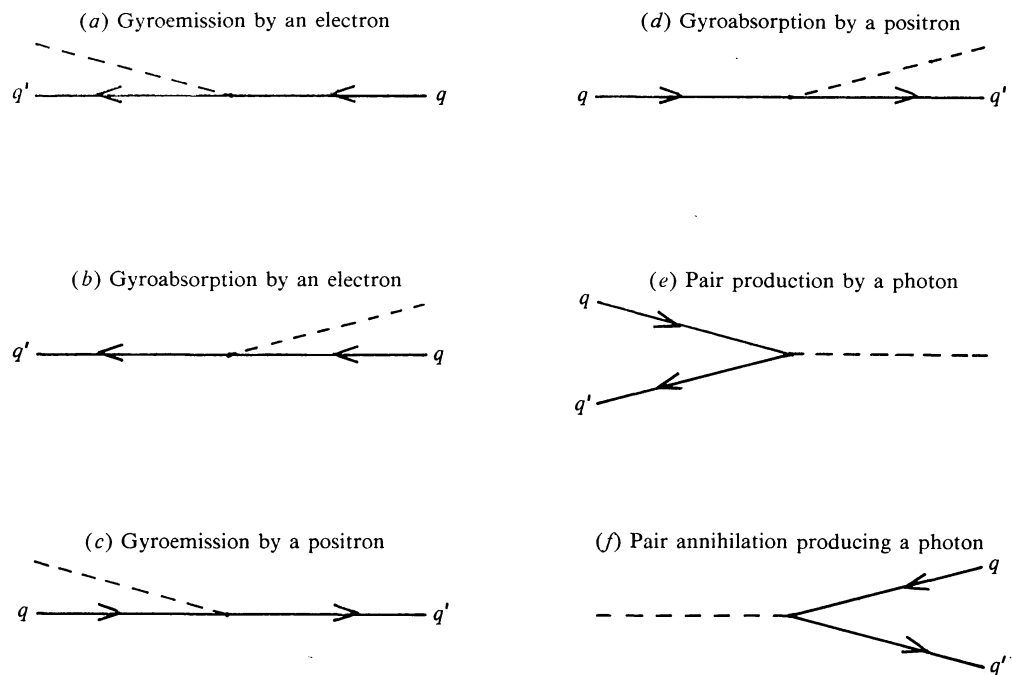 (a) Gyroemission by an electron
q'
q
(b) Gyroabsorption by an electron
q'
q
(c) Gyroemission by a positron
q
q'
(d) Gyroabsorption by a positron
q
q'
(e) Pair production by a photon
q
q'
(f) Pair annihilation producing a photon
q
q'